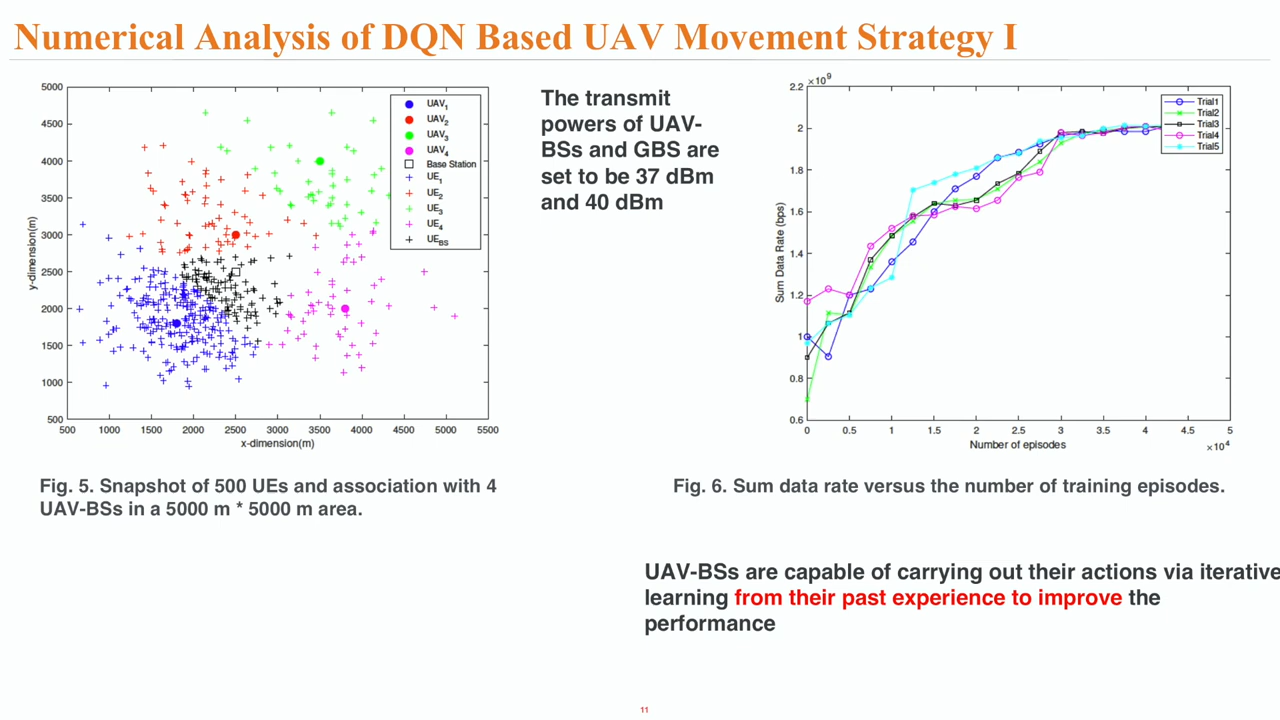 Numerical Analysis of DQN Based UAV Movement Strategy I
5000
4500
4000
3500
3000
2500
2000
1500
1000
500
500 1000 1500 2000 2500 3000 3500 4000 4500 5000 5500
x-dimension(m)
y-dimension(m)
UAV1
UAV2
UAV3
UAV4
Base Station
UE1
UE2
UE3
UE4
UEBS
The transmit
powers of UAV-
BSs and GBS are
set to be 37 dBm
and 40 dBm
×10^9
2.2
2
1.8
1.6
1.4
1.2
1
0.8
0.6
0 0.5 1 1.5 2 2.5 3 3.5 4 4.5 5
×10^4
Number of episodes
Sum Data Rate (bps)
Trial1
Trial2
Trial3
Trial4
Trial5
Fig. 5. Snapshot of 500 UEs and association with 4
UAV-BSs in a 5000 m * 5000 m area.
Fig. 6. Sum data rate versus the number of training episodes.
UAV-BSs are capable of carrying out their actions via iterative
learning from their past experience to improve the
performance
11